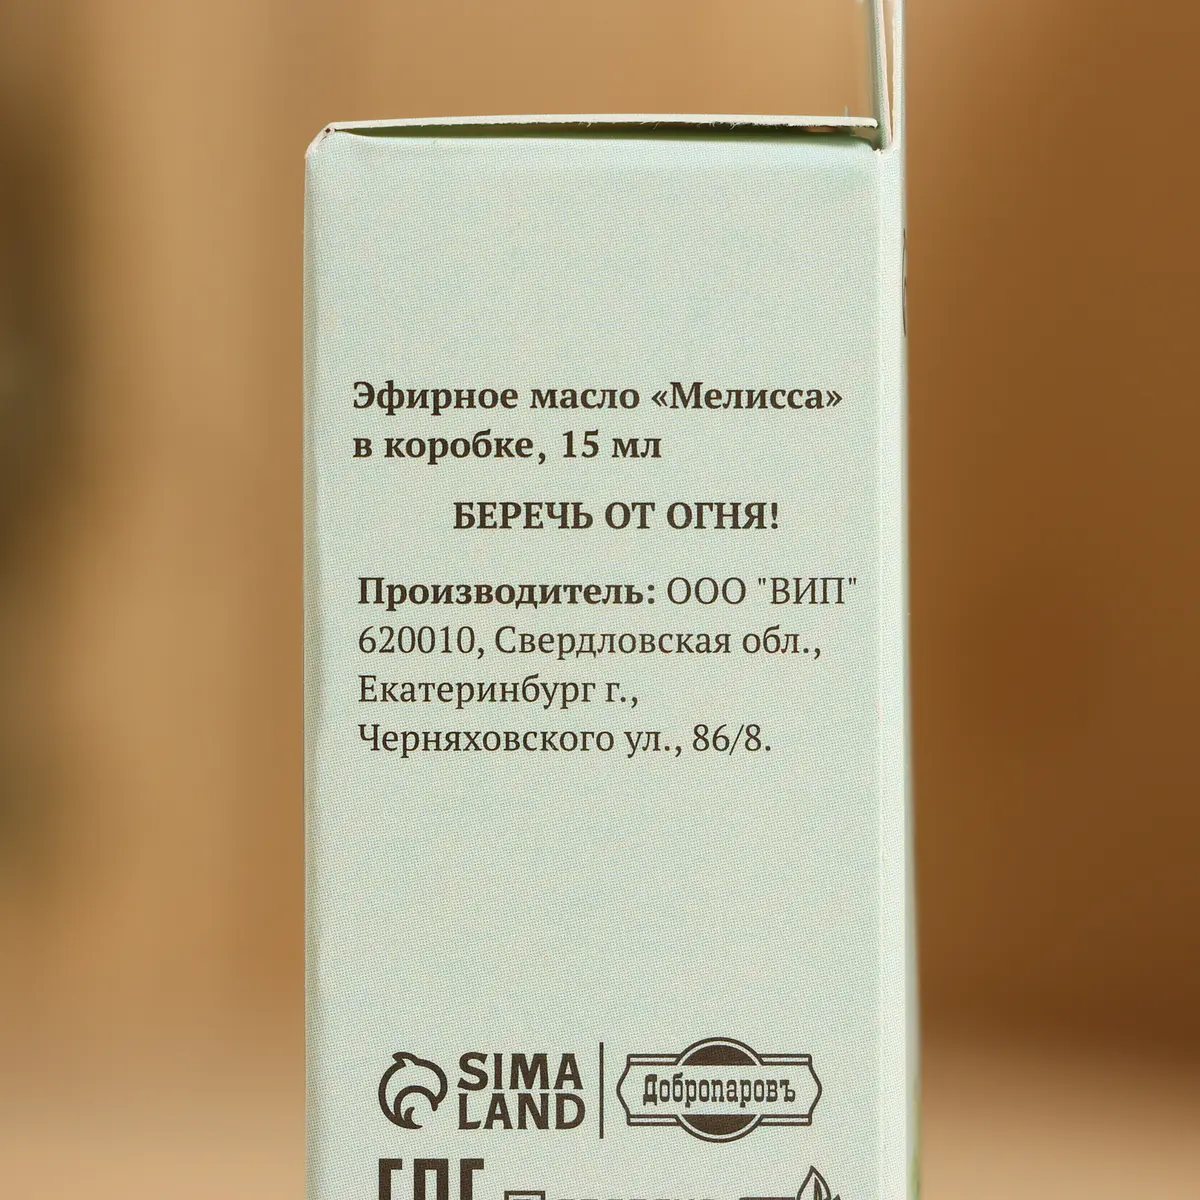 Эфирное масло «Мелисса»
в коробке, 15 мл
БЕРЕЧЬ ОТ ОГНЯ!
Производитель: ООО "ВИП"
620010, Свердловская обл.,
Екатеринбург г.,
Черняховского ул., 86/8.
SIMA
LAND
Добропаровъ